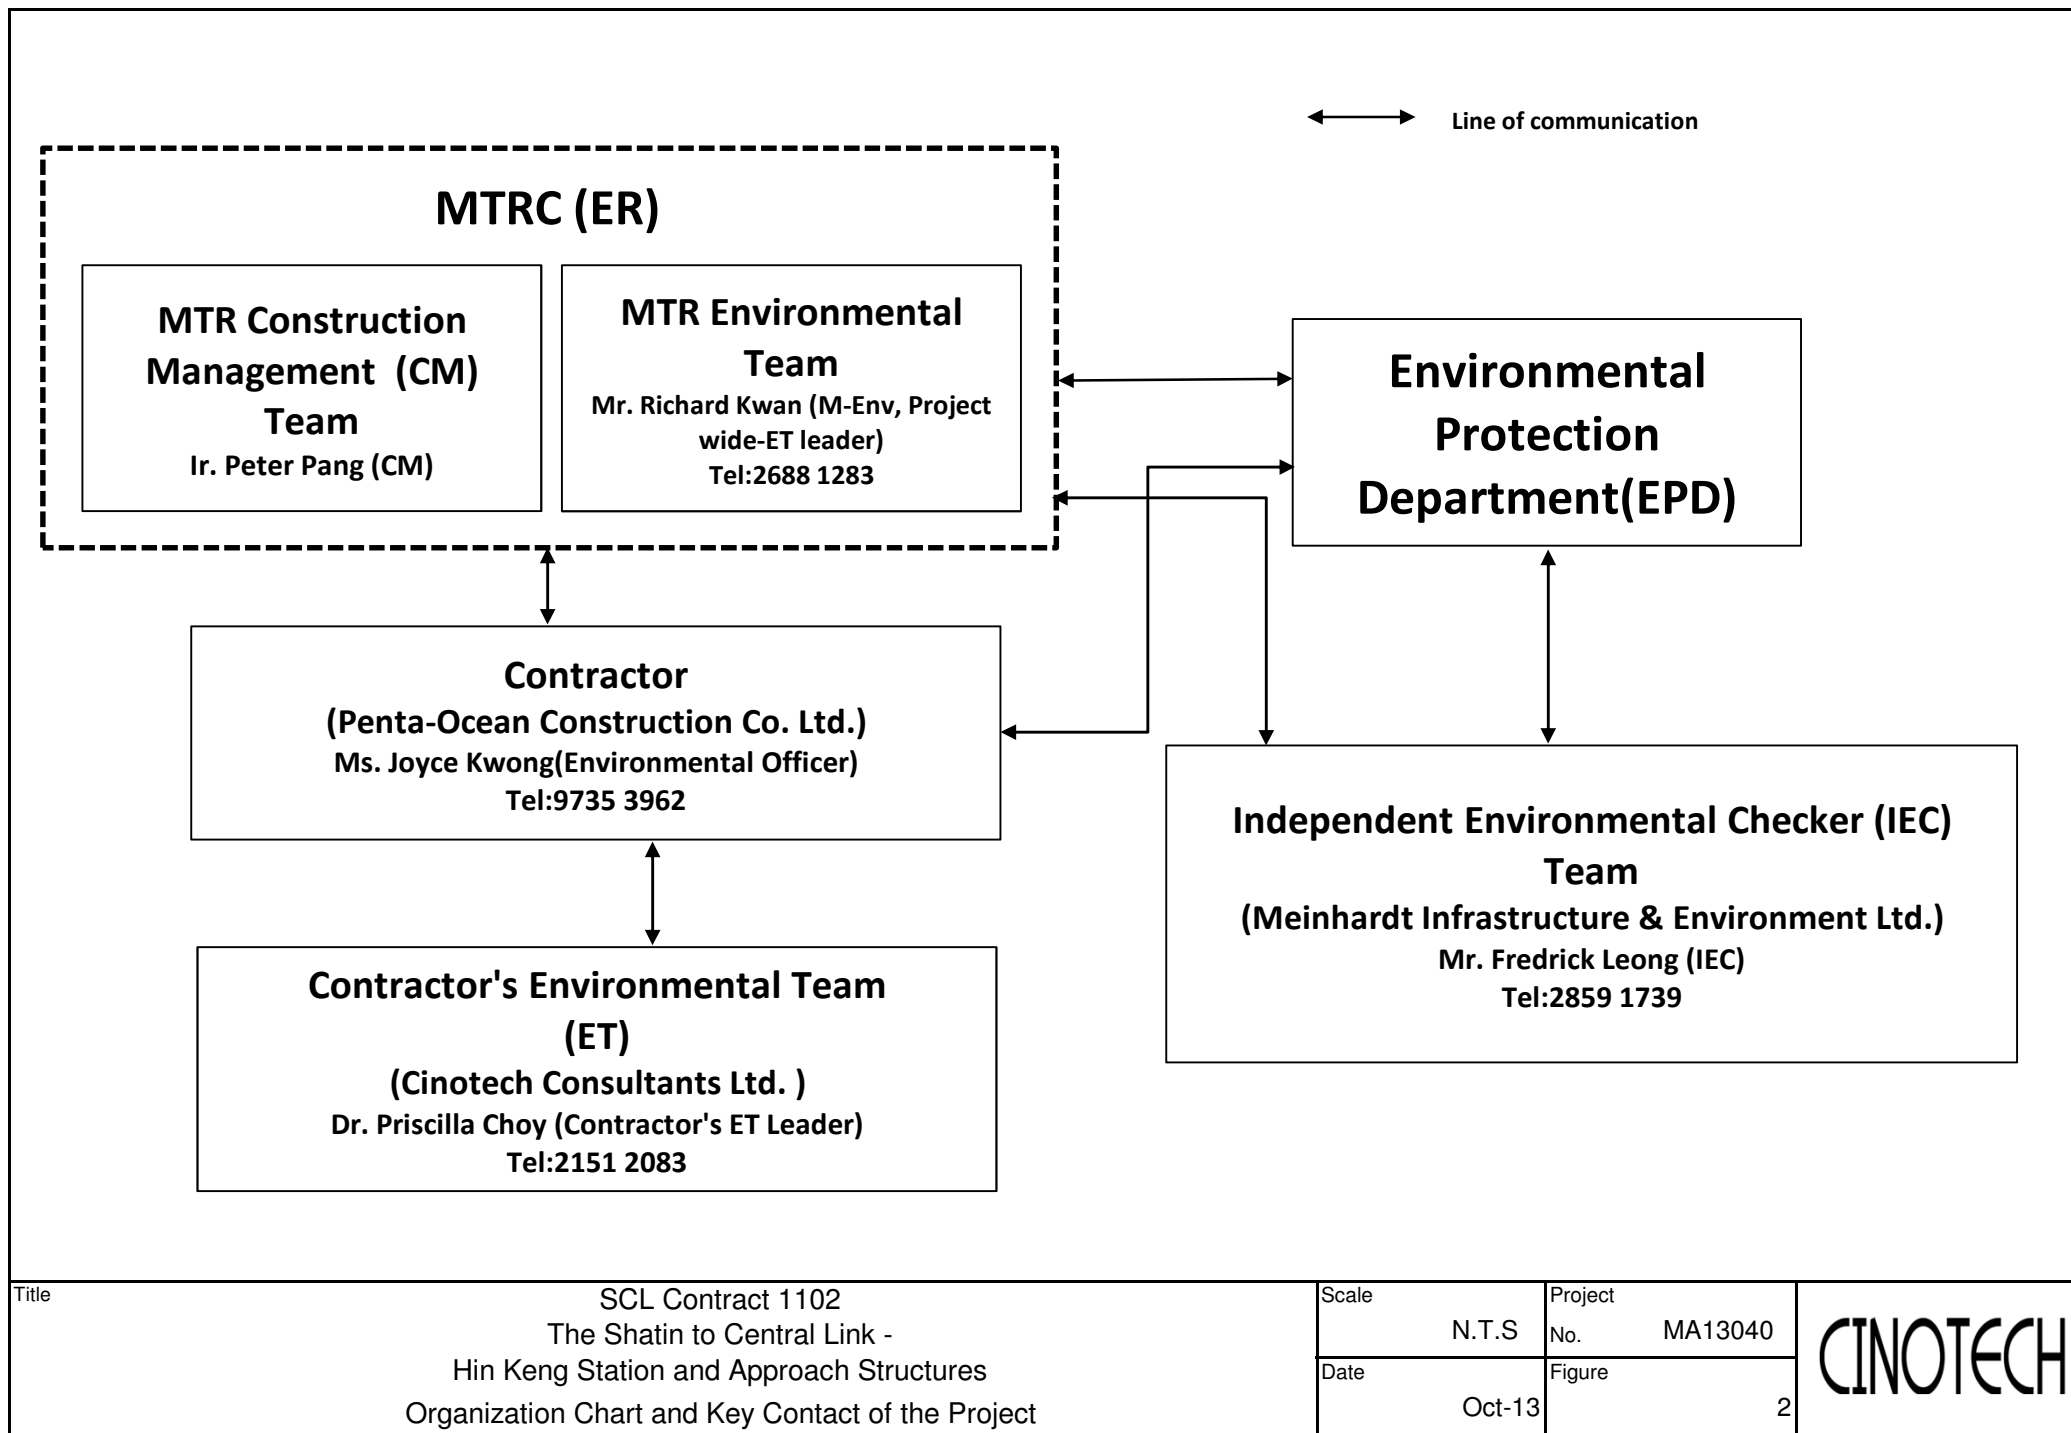 Line of communication
MTRC (ER)
MTR Construction
Management  (CM)
Team
Ir. Peter Pang (CM)
MTR Environmental
Team
Mr. Richard Kwan (M-Env, Project
wide-ET leader)
Tel:2688 1283
Environmental
Protection
Department(EPD)
Contractor
(Penta-Ocean Construction Co. Ltd.)
Ms. Joyce Kwong(Environmental Officer)
Tel:9735 3962
Independent Environmental Checker (IEC)
Team
(Meinhardt Infrastructure & Environment Ltd.)
Mr. Fredrick Leong (IEC)
Tel:2859 1739
Contractor's Environmental Team
(ET)
(Cinotech Consultants Ltd. )
Dr. Priscilla Choy (Contractor's ET Leader)
Tel:2151 2083
Title
SCL Contract 1102
The Shatin to Central Link -
Hin Keng Station and Approach Structures
Organization Chart and Key Contact of the Project
Scale
N.T.S
Project
No. MA13040
Date
Oct-13
Figure
2
CINOTECH